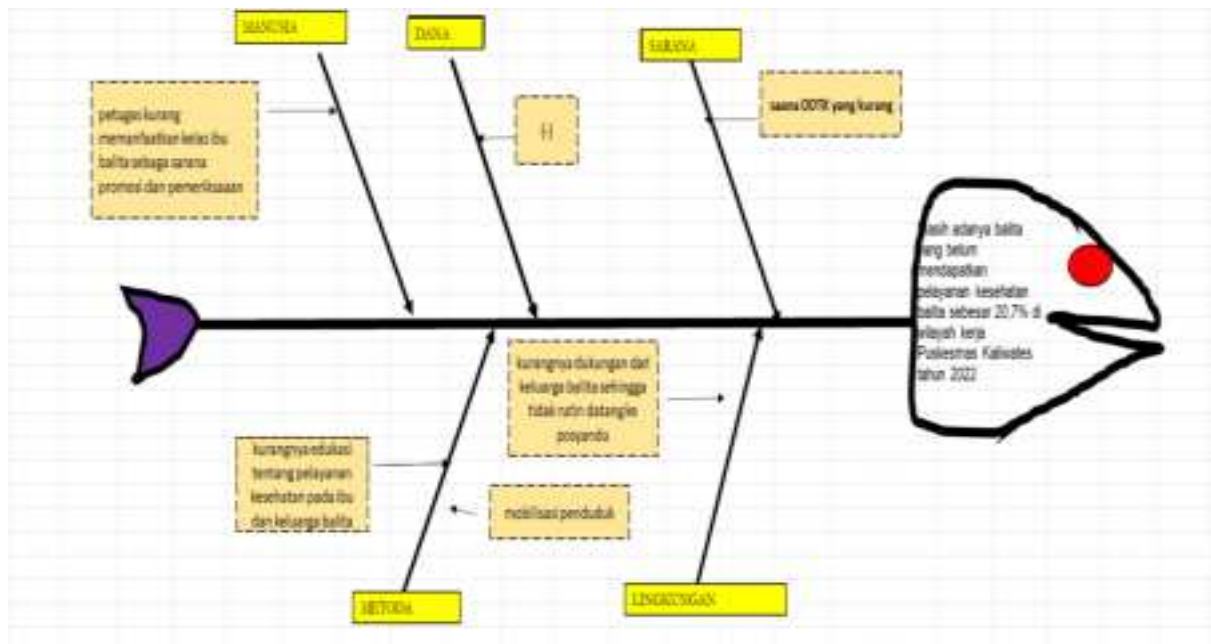 MANUSIA
DANA
SARANA
petugas kurang
memanfaatkan kelas ibu
balita sebagai sarana
promosi dan pemeriksaaan
(-)
saana DDTK yang kurang
Masih adanya balita
yang belum
mendapatkan
pelayanan kesehatan
balita sebesar 20,7% di
wilayah kerja
Puskesmas Kaliwates
tahun 2022
kurangnya dukungan dari
keluarga balita sehingga
tidak rutin datang ke
posyandu
kurangnya edukasi
tentang pelayanan
kesehatan pada ibu
dan keluarga balita
mobilisasi penduduk
METODA
LINGKUNGAN